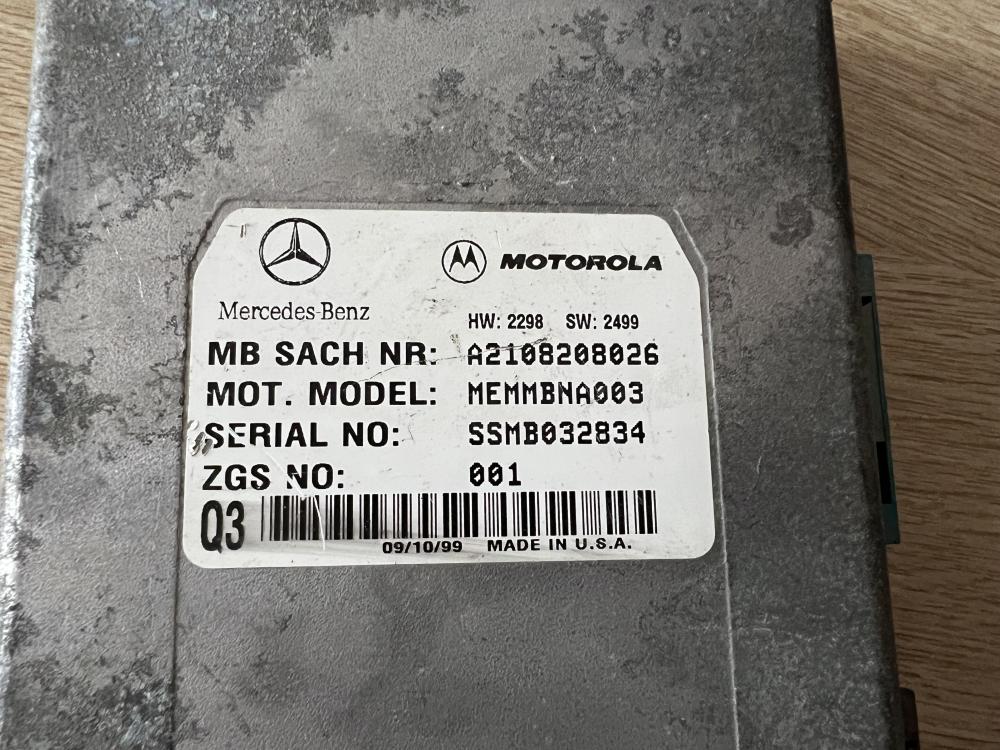 MOTOROLA
Mercedes-Benz
HW: 2298 SW: 2499
MB SACH NR: A2108208026
MOT. MODEL: MEMMBNA003
SERIAL NO: SSMB032834
ZGS NO: 001
Q3
09/10/99 MADE IN U.S.A.